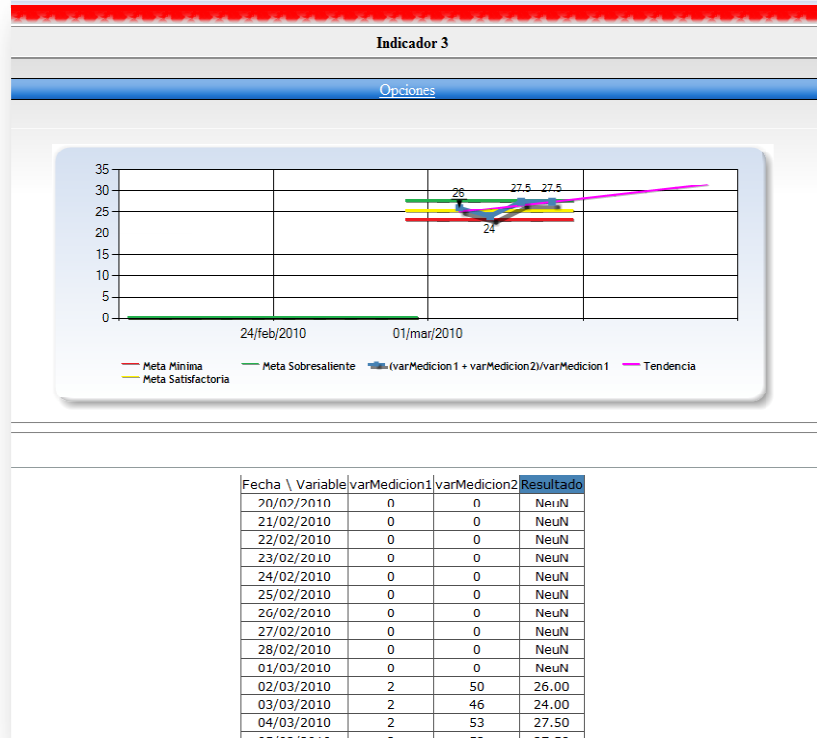 Indicador 3
Opciones
35
30
25
20
15
10
5
0
26
24
27.5 27.5
24/feb/2010 01/mar/2010
Meta Minima Meta Sobresaliente (varMedicion1 + varMedicion2)/varMedicion1 Tendencia
Meta Satisfactoria
Fecha \ Variable varMedicion1 varMedicion2 Resultado
20/02/2010 0 0 NeuN
21/02/2010 0 0 NeuN
22/02/2010 0 0 NeuN
23/02/2010 0 0 NeuN
24/02/2010 0 0 NeuN
25/02/2010 0 0 NeuN
26/02/2010 0 0 NeuN
27/02/2010 0 0 NeuN
28/02/2010 0 0 NeuN
01/03/2010 0 0 NeuN
02/03/2010 2 50 26.00
03/03/2010 2 46 24.00
04/03/2010 2 53 27.50